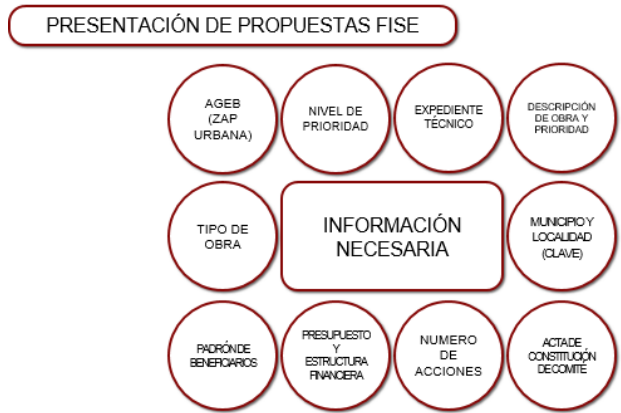 PRESENTACIÓN DE PROPUESTAS FISE
AGEB
(ZAP
URBANA)
NIVEL DE
PRIORIDAD
EXPEDIENTE
TÉCNICO
DESCRIPCIÓN
DE OBRA Y
PRIORIDAD
TIPO DE
OBRA
INFORMACIÓN
NECESARIA
MUNICIPIO Y
LOCALIDAD
(CLAVE)
PADRÓN DE
BENEFICIARIOS
PRESUPUESTO
Y
ESTRUCTURA
FINANCIERA
NUMERO
DE
ACCIONES
ACTA DE
CONSTITUCIÓN
DE COMITÉ